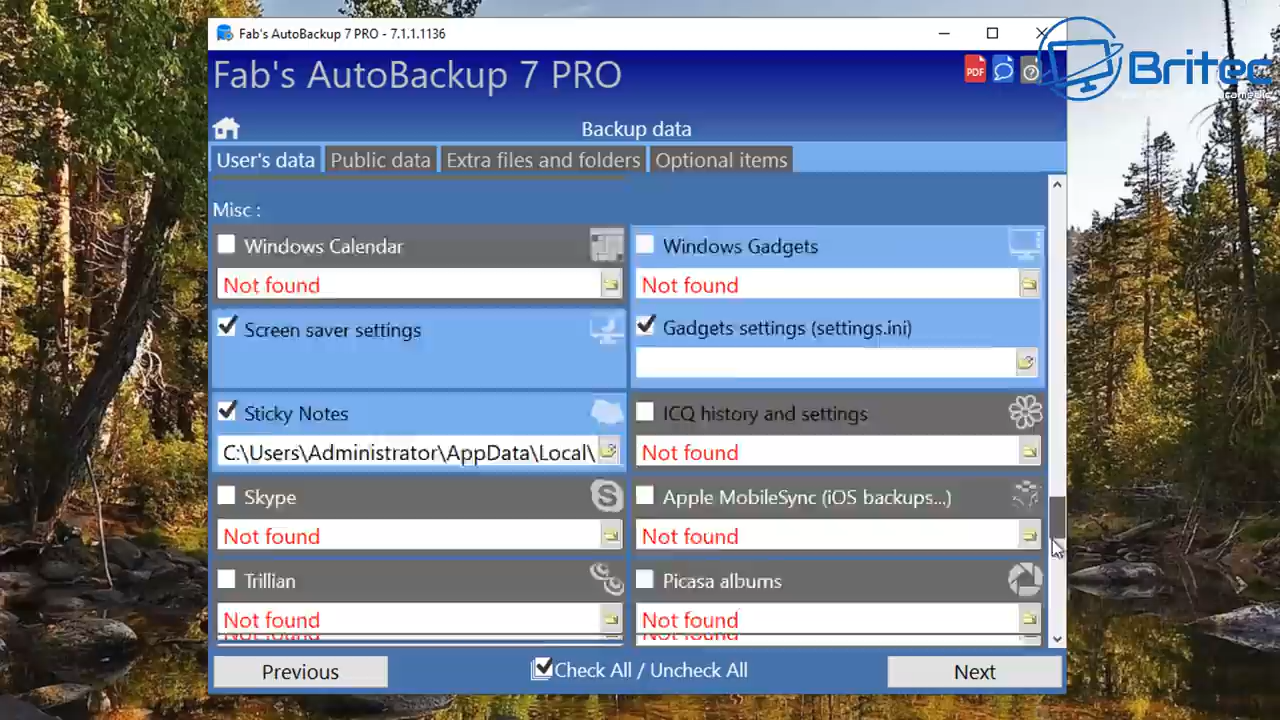 Fab's AutoBackup 7 PRO - 7.1.1.1136
Fab's AutoBackup 7 PRO
PDF
Britec
Backup data
User's data
Public data
Extra files and folders
Optional items
Misc :
Windows Calendar
Windows Gadgets
Not found
Not found
Screen saver settings
Gadgets settings (settings.ini)
Sticky Notes
ICQ history and settings
C:\Users\Administrator\AppData\Local\
Not found
Skype
Apple MobileSync (iOS backups...)
Not found
Not found
Trillian
Picasa albums
Not found
Not found
Not found
Not found
Previous
Check All / Uncheck All
Next